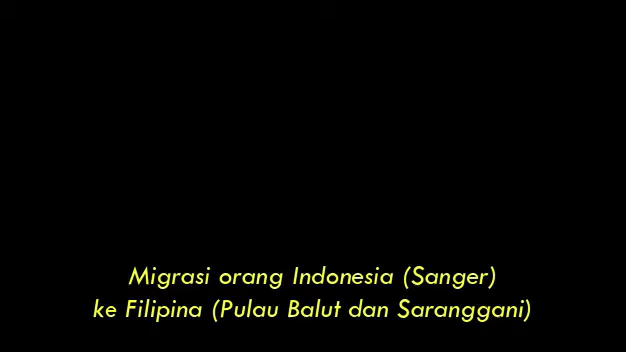 Migrasi orang Indonesia (Sanger)
ke Filipina (Pulau Balut dan Saranggani)